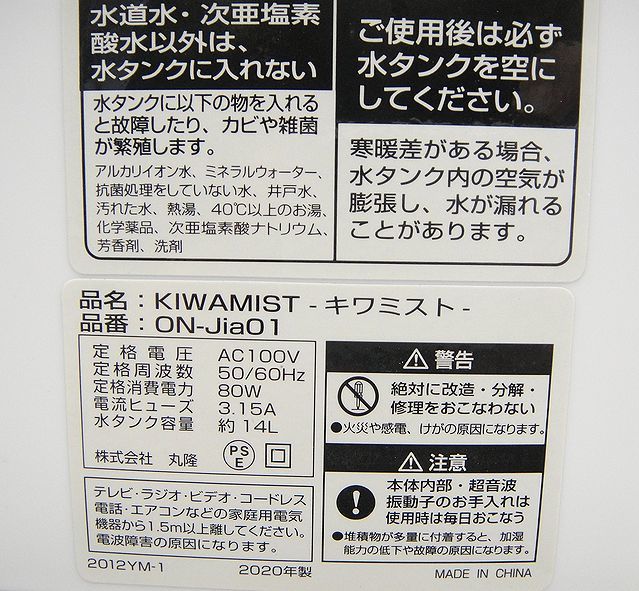 水道水・次亜塩素
酸水以外は、
水タンクに入れない
水タンクに以下の物を入れる
と故障したり、カビや雑菌
が繁殖します。
アルカリイオン水、ミネラルウォーター、
抗菌処理をしていない水、井戸水、
汚れた水、熱湯、40℃以上のお湯、
化学薬品、次亜塩素酸ナトリウム、
芳香剤、洗剤
ご使用後は必ず
水タンクを空に
してください。
寒暖差がある場合、
水タンク内の空気が
膨張し、水が漏れる
ことがあります。
品名：KIWAMIST - キワミスト -
品番：ON-Jia01
定格電圧 AC100V
定格周波数 50/60Hz
定格消費電力 80W
電流ヒューズ 3.15A
水タンク容量 約14L
株式会社 丸隆 PSE
テレビ・ラジオ・ビデオ・コードレス
電話・エアコンなどの家庭用電気
機器から1.5m以上離してください。
電波障害の原因になります。
2012YM-1 2020年製
警告
絶対に改造・分解・
修理をおこなわない
●火災や感電、けがの原因になります。
注意
本体内部・超音波
振動子のお手入れは
使用時は毎日おこなう
●堆積物が多量に付着すると、加湿
能力の低下や故障の原因になります。
MADE IN CHINA